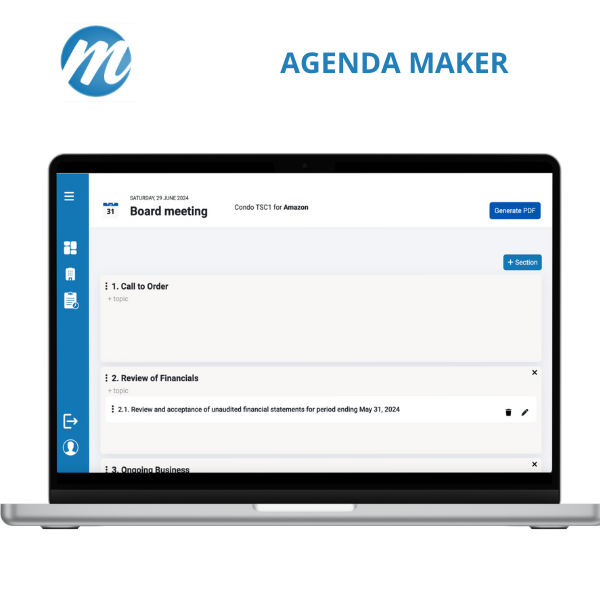 m
AGENDA MAKER
SATURDAY, 29 JUNE 2024
31
Board meeting
Condo TSC1 for Amazon
Generate PDF
+ Section
1. Call to Order
+ topic
2. Review of Financials
+ topic
2.1. Review and acceptance of unaudited financial statements for period ending May 31, 2024
3. Ongoing Business